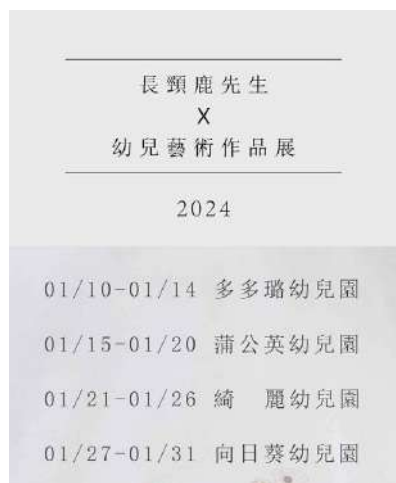 長頸鹿先生
X
幼兒藝術作品展
2024
01/10-01/14 多多璐幼兒園
01/15-01/20 蒲公英幼兒園
01/21-01/26 綺　麗幼兒園
01/27-01/31 向日葵幼兒園